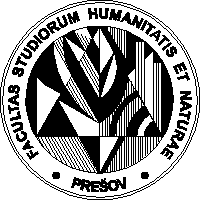 FACULTAS STUDIORUM HUMANITATIS ET NATURAE
PREŠOV